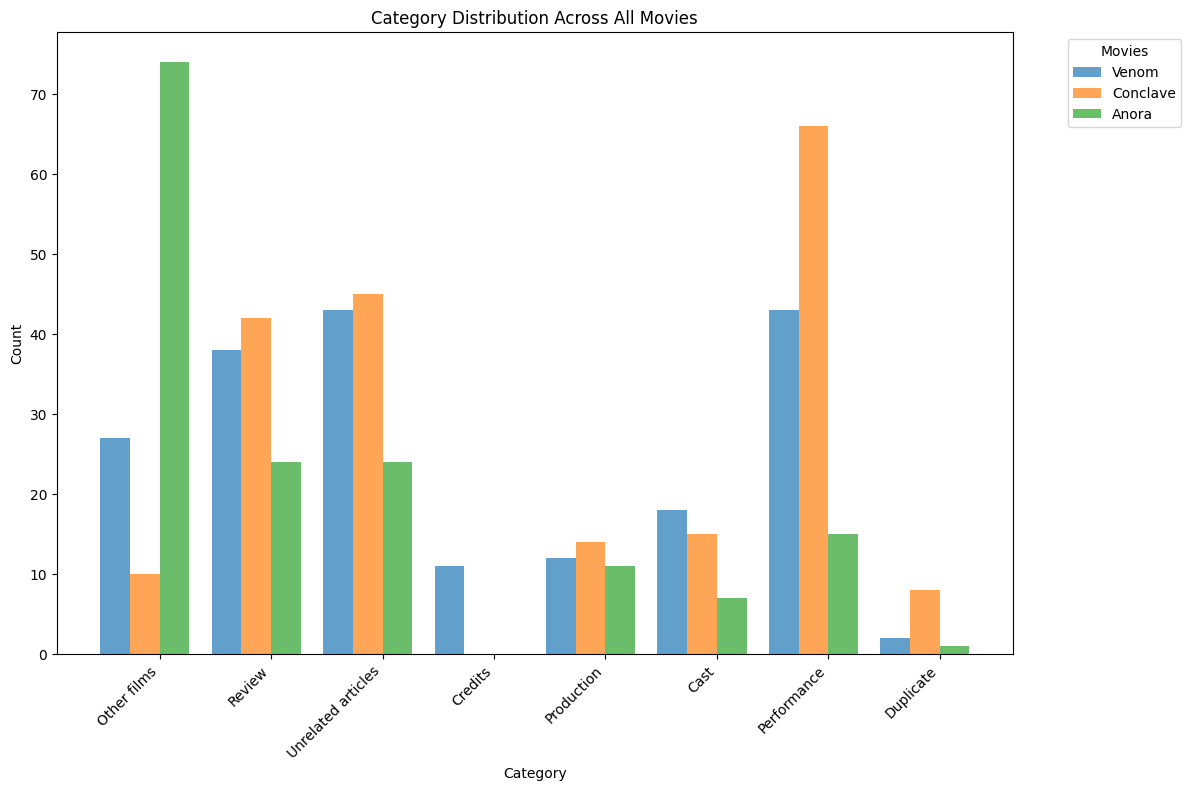 Category Distribution Across All Movies
Movies
Venom
Conclave
Anora
Count
70
60
50
40
30
20
10
0
Other films
Review
Unrelated articles
Credits
Production
Cast
Performance
Duplicate
Category